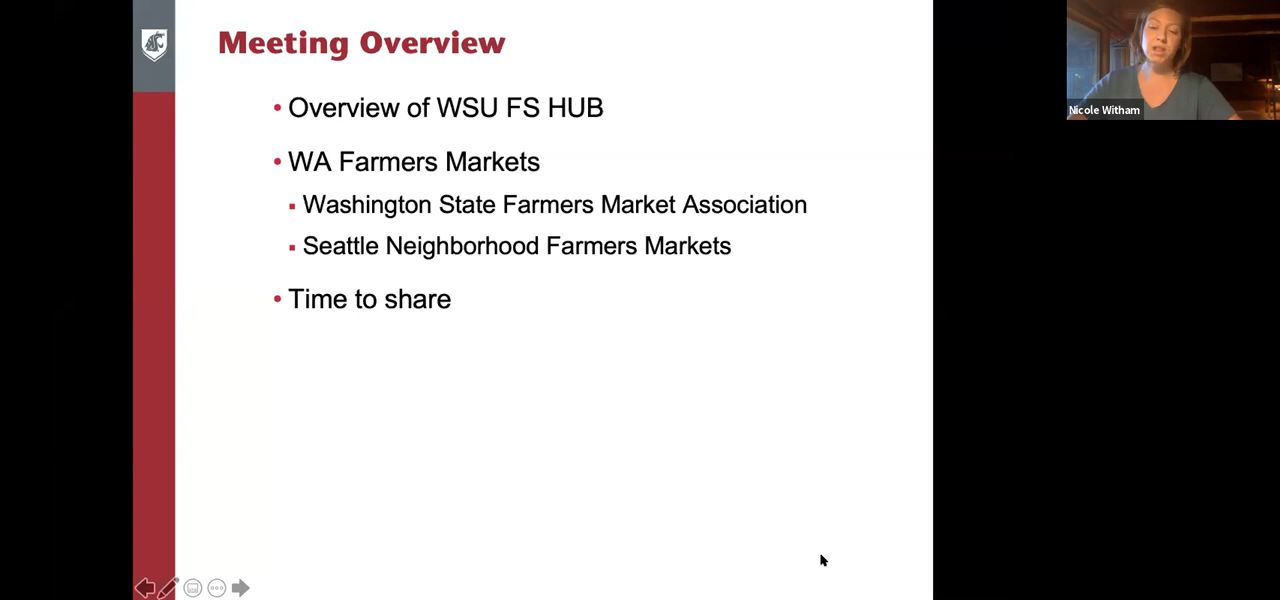 Meeting Overview
• Overview of WSU FS HUB
• WA Farmers Markets
▪ Washington State Farmers Market Association
▪ Seattle Neighborhood Farmers Markets
• Time to share
Nicole Witham